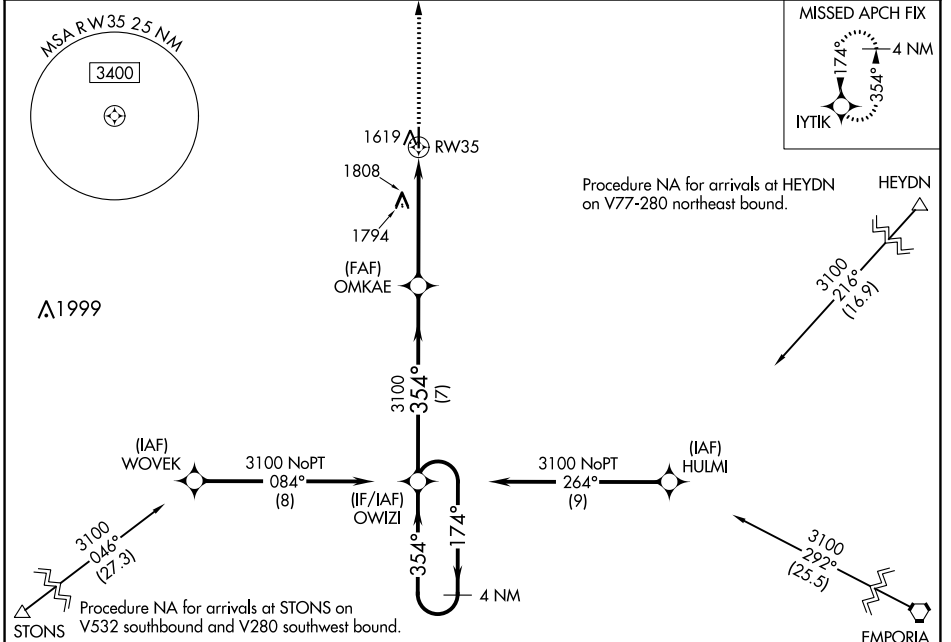 MSA RW35 25 NM
3400
MISSED APCH FIX
4 NM
174°
354°
IYTIK
1619
RW35
1808
1794
Procedure NA for arrivals at HEYDN
on V77-280 northeast bound.
HEYDN
3100
216°
(16.9)
(FAF)
OMKAE
1999
3100
354°
(7)
(IAF)
WOVEK
3100 NoPT
084°
(8)
(IF/IAF)
OWIZI
3100 NoPT
264°
(9)
(IAF)
HULMI
354°
174°
4 NM
3100
046°
(27.3)
STONS
Procedure NA for arrivals at STONS on
V532 southbound and V280 southwest bound.
3100
292°
(25.5)
EMPORIA